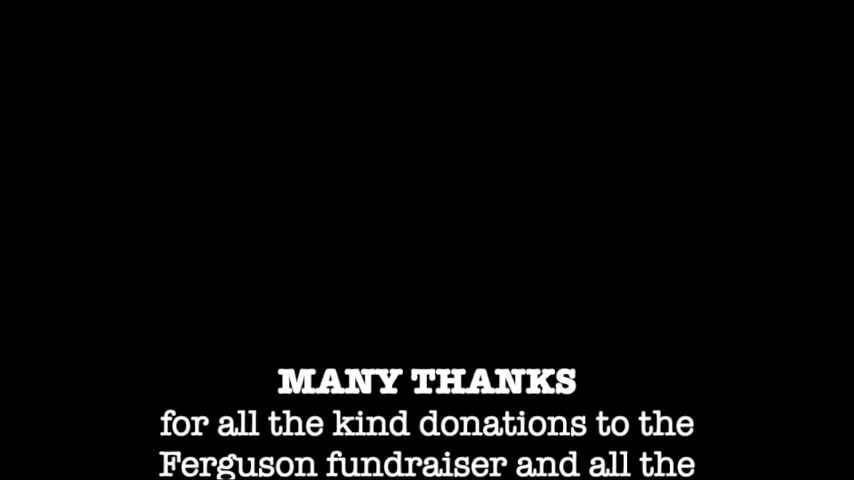 MANY THANKS
for all the kind donations to the
Ferguson fundraiser and all the